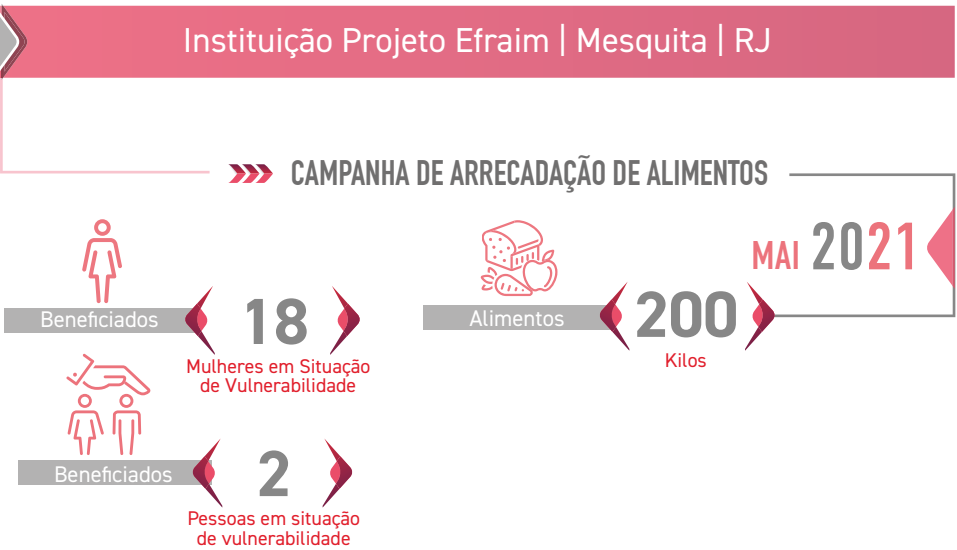 Instituição Projeto Efraim | Mesquita | RJ
CAMPANHA DE ARRECADAÇÃO DE ALIMENTOS
MAI 2021
Beneficiados
18
Mulheres em Situação
de Vulnerabilidade
Alimentos
200
Kilos
Beneficiados
2
Pessoas em situação
de vulnerabilidade